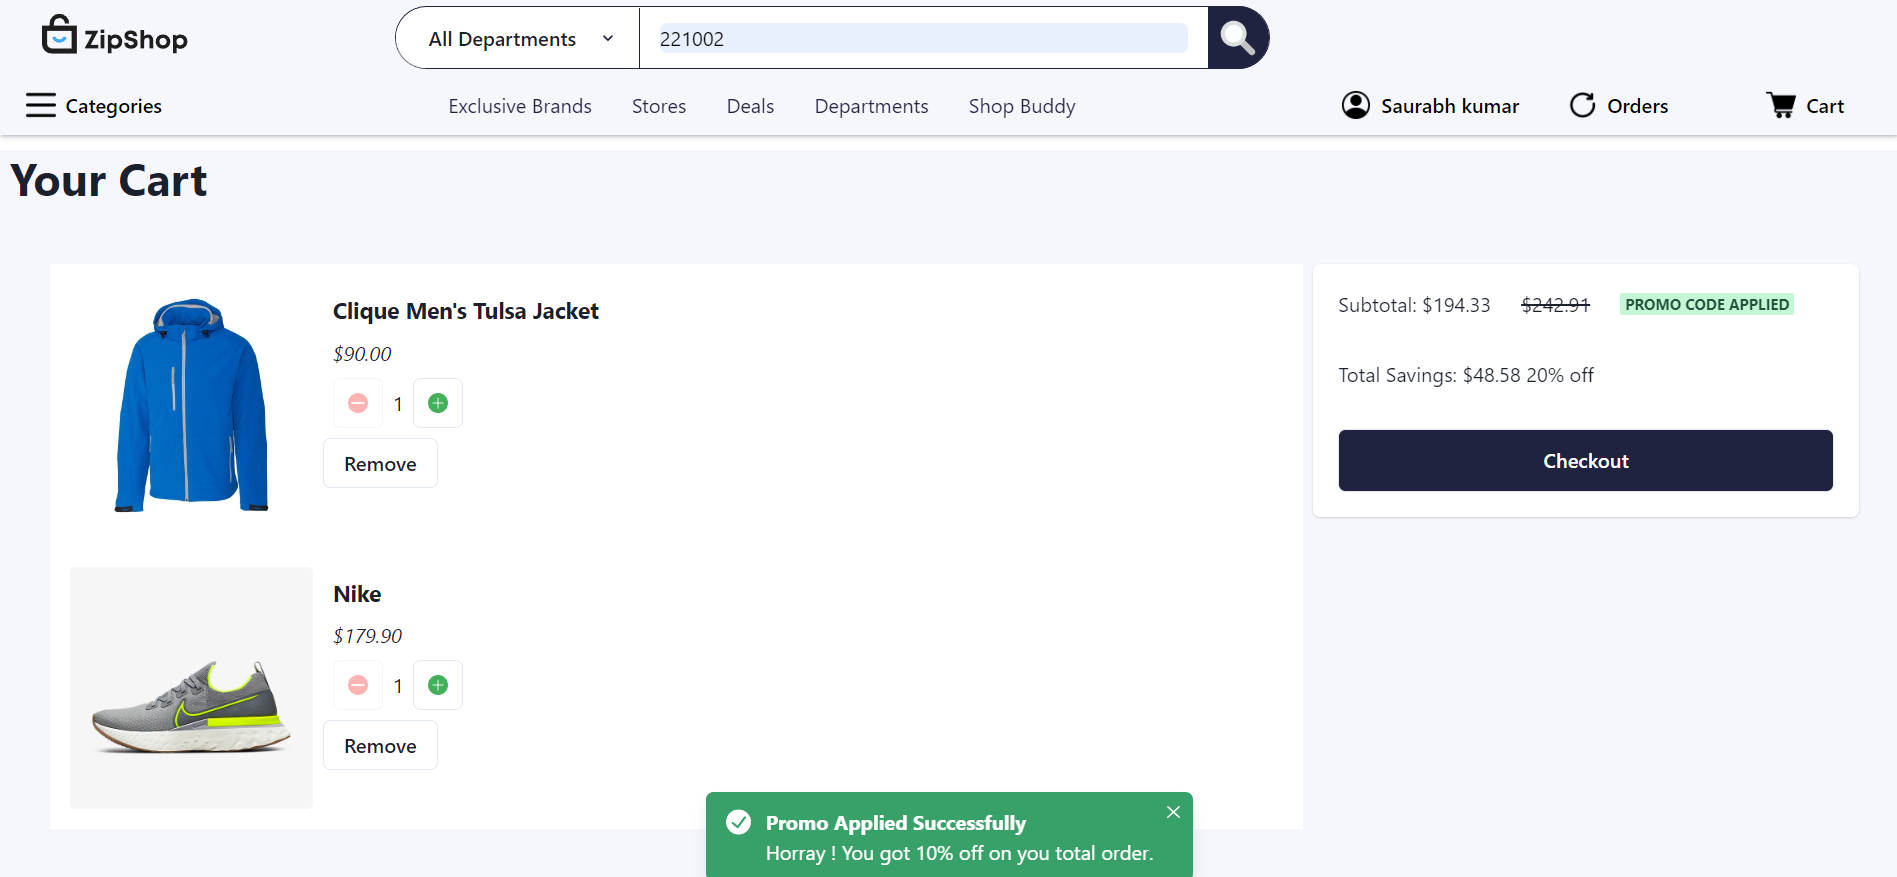 ZipShop
All Departments
221002
Categories
Exclusive Brands
Stores
Deals
Departments
Shop Buddy
Saurabh kumar
Orders
Cart
Your Cart
Clique Men's Tulsa Jacket
$90.00
1
Remove
Nike
$179.90
1
Remove
Subtotal: $194.33 $242.91 PROMO CODE APPLIED
Total Savings: $48.58 20% off
Checkout
Promo Applied Successfully
Horray ! You got 10% off on you total order.